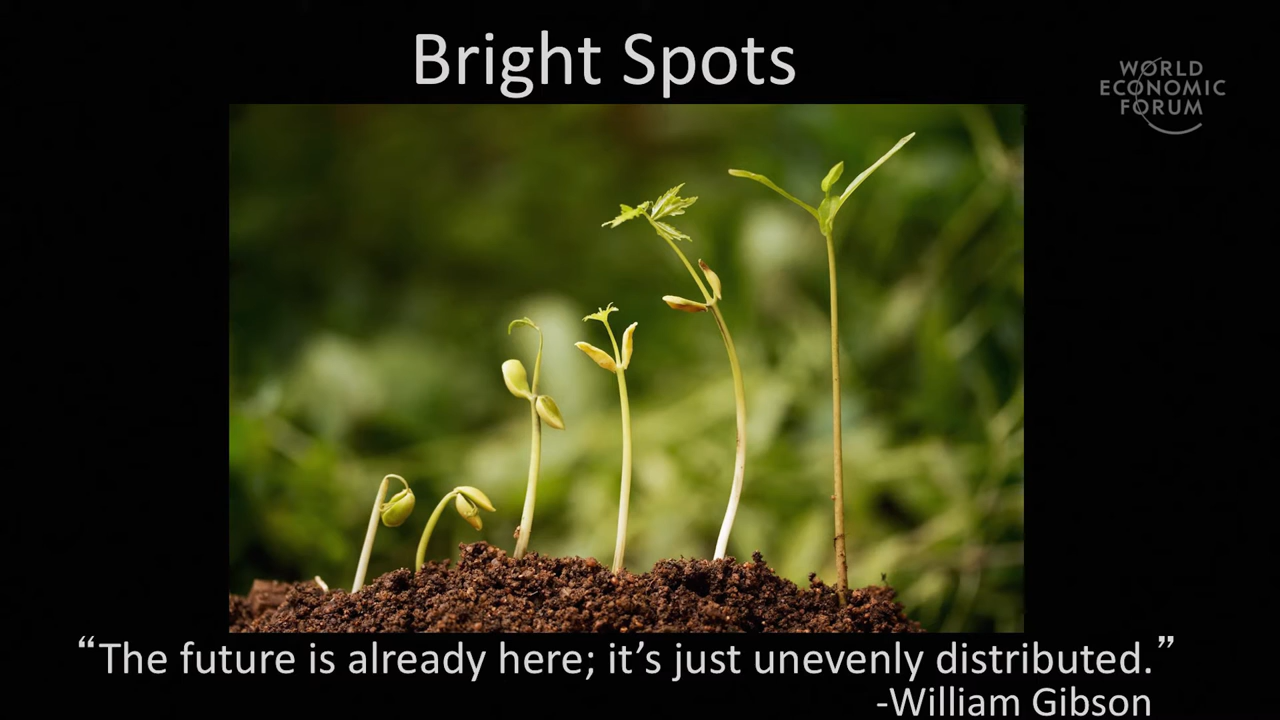 Bright Spots
WORLD
ECONOMIC
FORUM
“The future is already here; it’s just unevenly distributed.”
-William Gibson